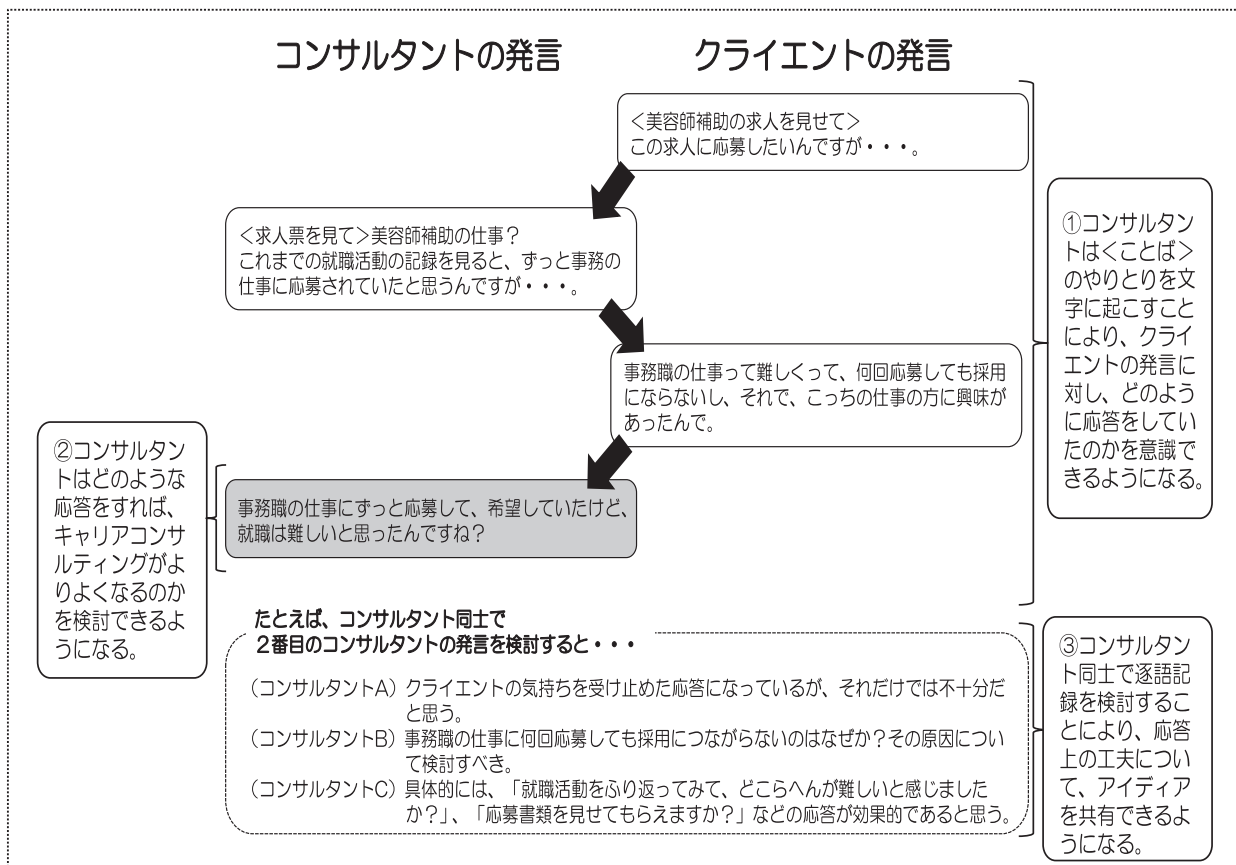 コンサルタントの発言
クライエントの発言
＜美容師補助の求人を見せて＞
この求人に応募したいんですが・・・。
＜求人票を見て＞美容師補助の仕事？
これまでの就職活動の記録を見ると、ずっと事務の
仕事に応募されていたと思うんですが・・・。
事務職の仕事って難しくって、何回応募しても採用
にならないし、それで、こっちの仕事の方に興味が
あったんで。
事務職の仕事にずっと応募して、希望していたけど、
就職は難しいと思ったんですね？
①コンサルタン
トは＜ことば＞
のやりとりを文
字に起こすこと
により、クライ
エントの発言に
対し、どのよう
に応答をしてい
たのかを意識で
きるようになる。
②コンサルタン
トはどのような
応答をすれば、
キャリアコンサ
ルティングがよ
りよくなるのか
を検討できるよ
うになる。
たとえば、コンサルタント同士で
２番目のコンサルタントの発言を検討すると・・・
（コンサルタントA）クライエントの気持ちを受け止めた応答になっているが、それだけでは不十分だ
と思う。
（コンサルタントB）事務職の仕事に何回応募しても採用につながらないのはなぜか？その原因につい
て検討すべき。
（コンサルタントC）具体的には、「就職活動をふり返ってみて、どこらへんが難しいと感じました
か？」、「応募書類を見せてもらえますか？」などの応答が効果的であると思う。
③コンサルタン
ト同士で逐語記
録を検討するこ
とにより、応答
上の工夫につい
て、アイディア
を共有できるよ
うになる。